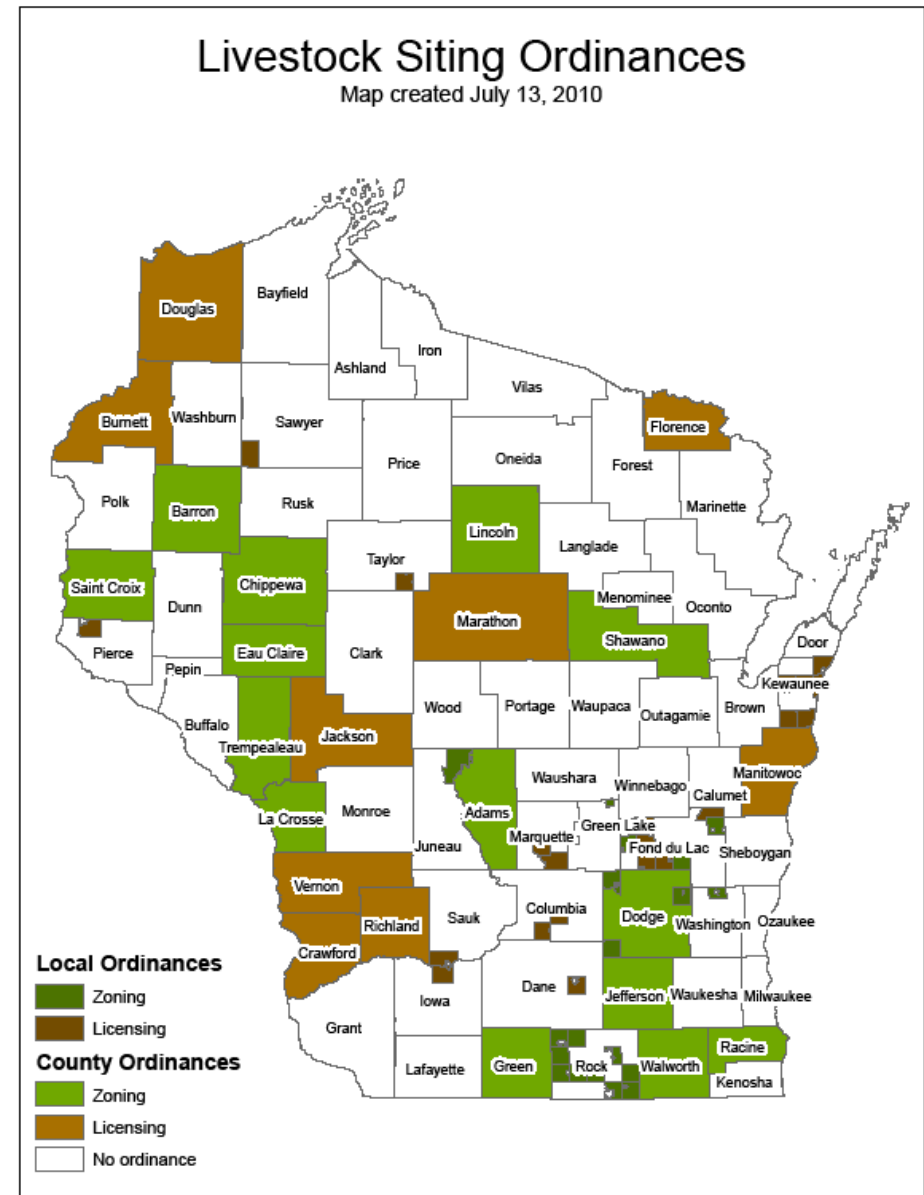 Livestock Siting Ordinances
Map created July 13, 2010
Douglas
Bayfield
Ashland
Iron
Vilas
Burnett
Washburn
Sawyer
Florence
Price
Oneida
Forest
Polk
Barron
Rusk
Marinette
Lincoln
Taylor
Langlade
Saint Croix
Chippewa
Menominee
Dunn
Oconto
Marathon
Shawano
Pierce
Eau Claire
Clark
Door
Pepin
Kewaunee
Buffalo
Wood
Portage
Waupaca
Brown
Outagamie
Trempealeau
Jackson
Manitowoc
Waushara
Winnebago
Calumet
La Crosse
Monroe
Adams
Green Lake
Marquette
Juneau
Fond du Lac
Sheboygan
Vernon
Columbia
Dodge
Sauk
Richland
Washington
Ozaukee
Crawford
Local Ordinances
Zoning
Licensing
Dane
Iowa
Jefferson
Waukesha
Milwaukee
Grant
County Ordinances
Zoning
Licensing
No ordinance
Lafayette
Green
Rock
Walworth
Racine
Kenosha